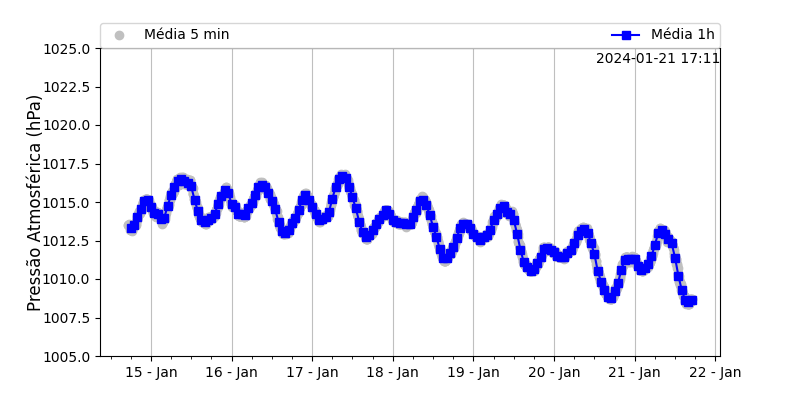 Média 5 min
Média 1h
2024-01-21 17:11
Pressão Atmosférica (hPa)
1025.0
1022.5
1020.0
1017.5
1015.0
1012.5
1010.0
1007.5
1005.0
15 - Jan 16 - Jan 17 - Jan 18 - Jan 19 - Jan 20 - Jan 21 - Jan 22 - Jan